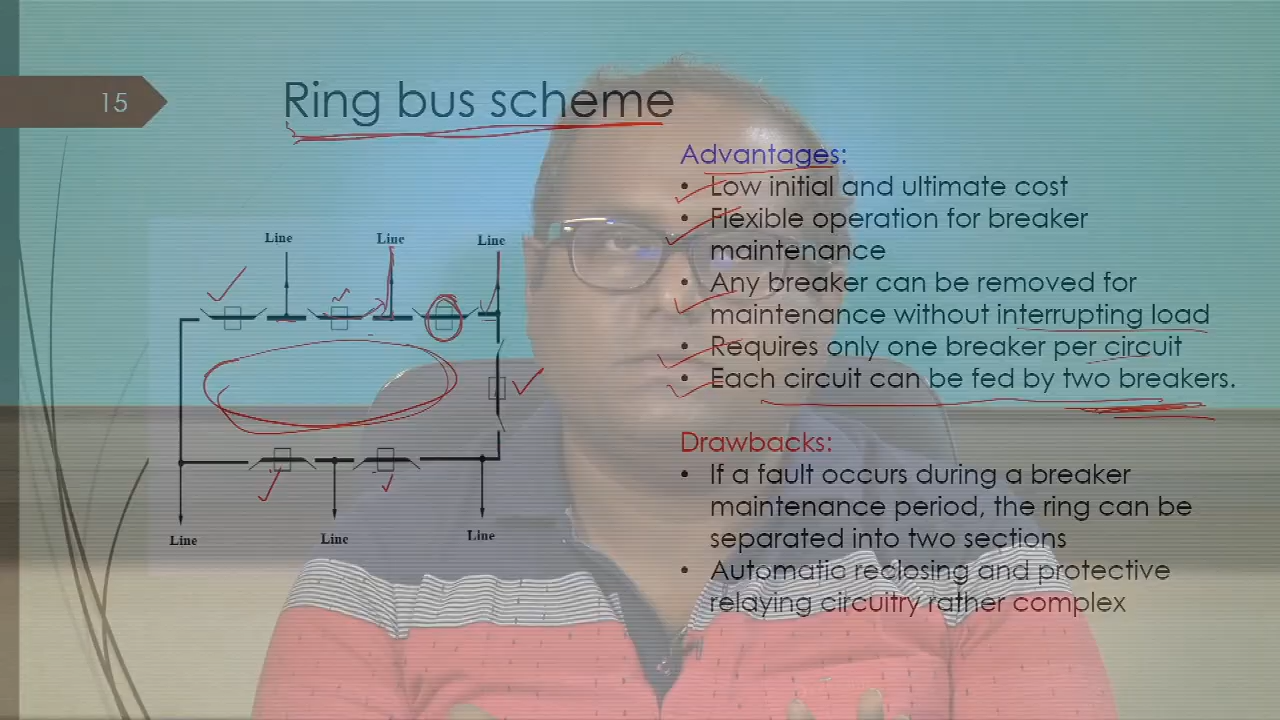 15
Ring bus scheme
Advantages:
• Low initial and ultimate cost
• Flexible operation for breaker
maintenance
• Any breaker can be removed for
maintenance without interrupting load
• Requires only one breaker per circuit
• Each circuit can be fed by two breakers.
Drawbacks:
• If a fault occurs during a breaker
maintenance period, the ring can be
separated into two sections
• Automatic reclosing and protective
relaying circuitry rather complex
Line
Line
Line
Line
Line
Line